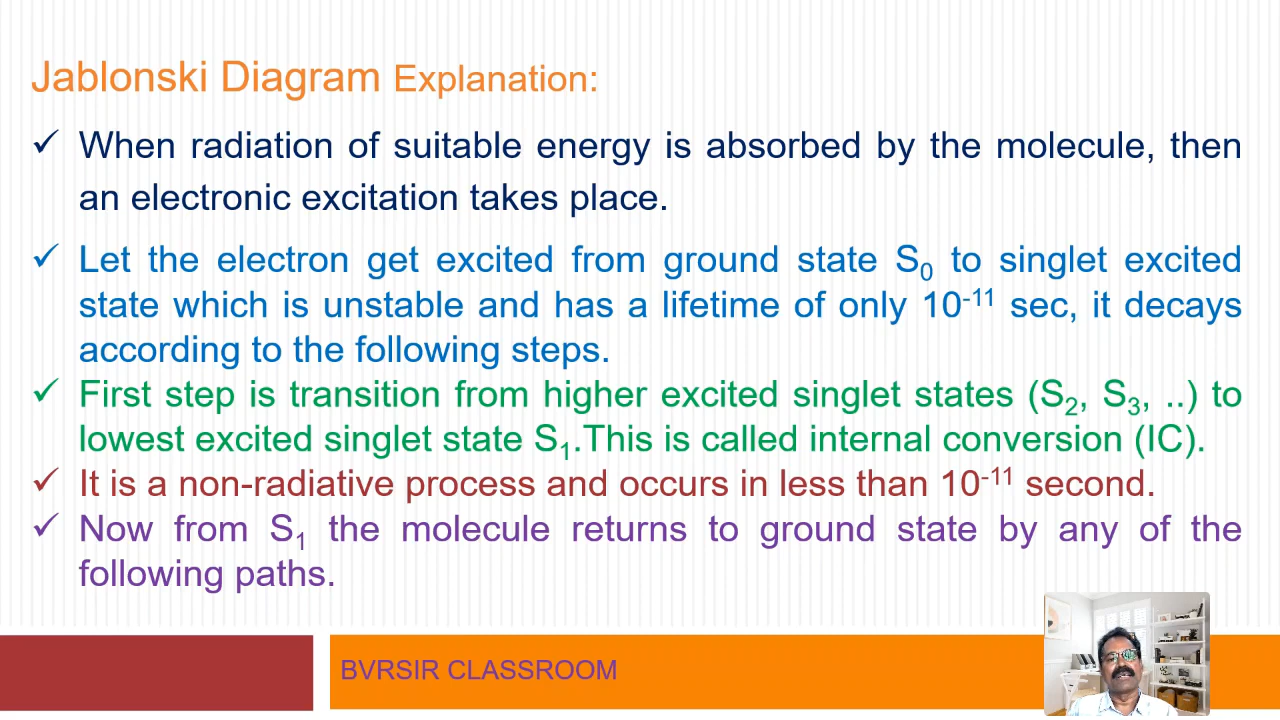 Jablonski Diagram Explanation:
✓ When radiation of suitable energy is absorbed by the molecule, then
an electronic excitation takes place.
✓ Let the electron get excited from ground state S₀ to singlet excited
state which is unstable and has a lifetime of only 10⁻¹¹ sec, it decays
according to the following steps.
✓ First step is transition from higher excited singlet states (S₂, S₃, ..) to
lowest excited singlet state S₁.This is called internal conversion (IC).
✓ It is a non-radiative process and occurs in less than 10⁻¹¹ second.
✓ Now from S₁ the molecule returns to ground state by any of the
following paths.
BVRSIR CLASSROOM